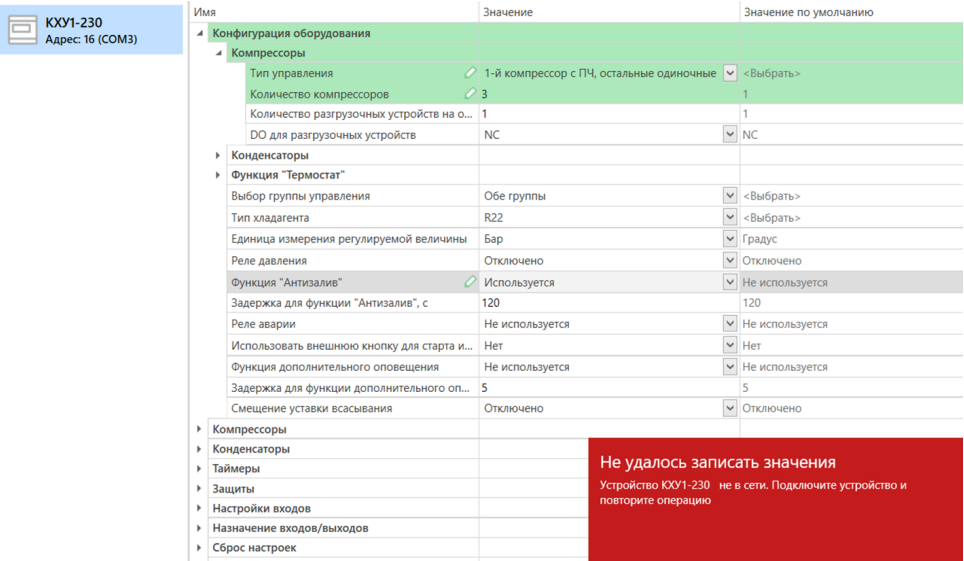 КХУ1-230
Адрес: 16 (COM3)
Имя Значение Значение по умолчанию
Конфигурация оборудования
Компрессоры
Тип управления 1-й компрессор с ПЧ, остальные одиночные <Выбрать>
Количество компрессоров 3 1
Количество разгрузочных устройств на о... 1 1
DO для разгрузочных устройств NC NC
Конденсаторы
Функция "Термостат"
Выбор группы управления Обе группы <Выбрать>
Тип хладагента R22 <Выбрать>
Единица измерения регулируемой величины Бар Градус
Реле давления Отключено Отключено
Функция "Антизалив" Используется Не используется
Задержка для функции "Антизалив", с 120 120
Реле аварии Не используется Не используется
Использовать внешнюю кнопку для старта и... Нет Нет
Функция дополнительного оповещения Не используется Не используется
Задержка для функции дополнительного оп... 5 5
Смещение уставки всасывания Отключено Отключено
Компрессоры
Конденсаторы
Таймеры
Защиты
Настройки входов
Назначение входов/выходов
Сброс настроек
Не удалось записать значения
Устройство КХУ1-230 не в сети. Подключите устройство и
повторите операцию